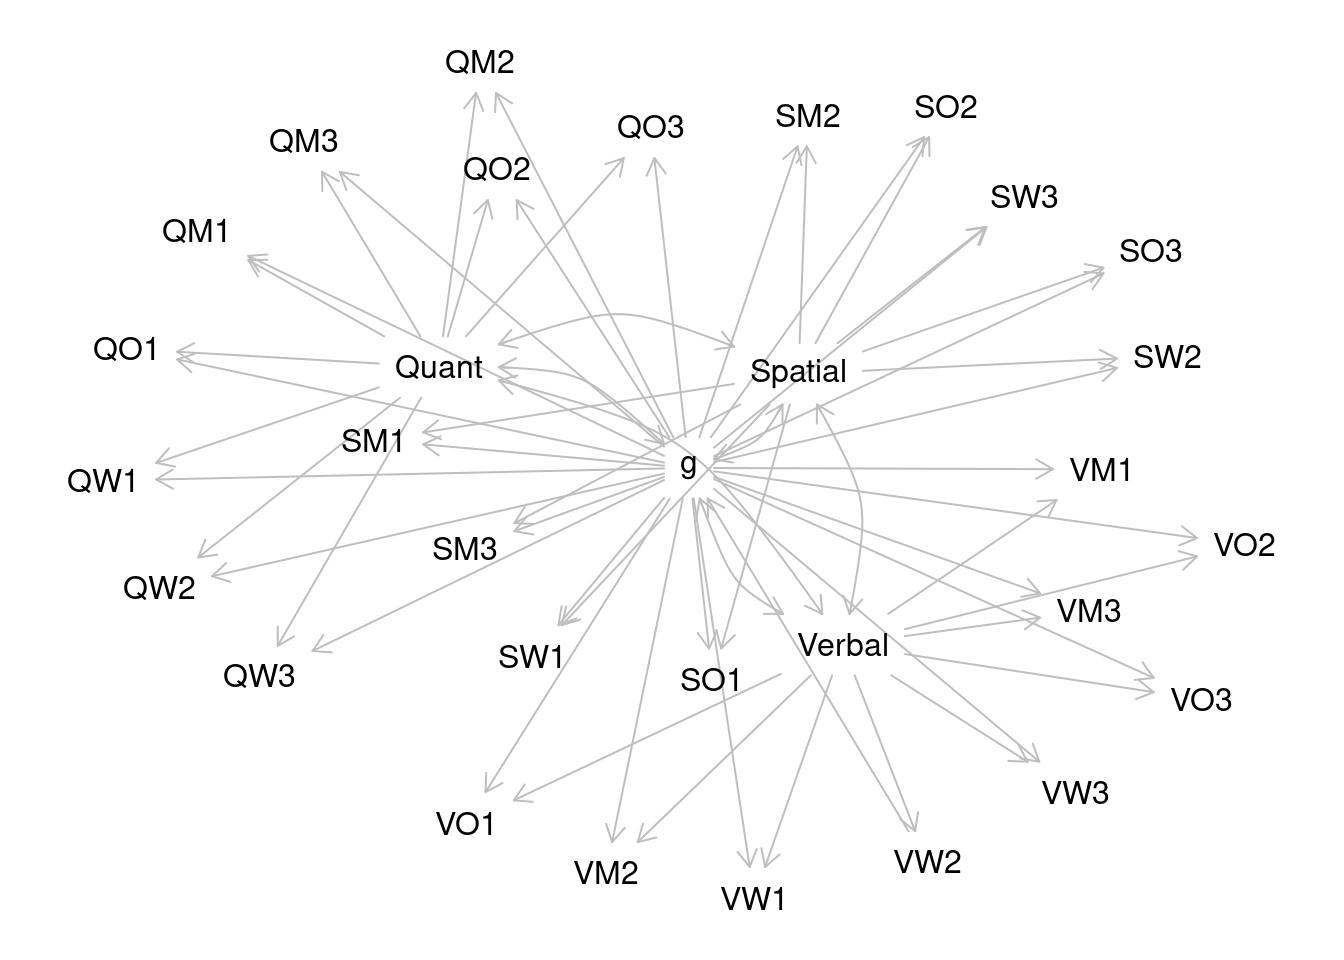 QM2
SO2
SM2
QO3
QM3
QO2
SW3
QM1
SO3
QO1
SW2
Quant
Spatial
SM1
g
VM1
QW1
VO2
SM3
QW2
VM3
Verbal
SW1
QW3
SO1
VO3
VW3
VO1
VW2
VM2
VW1